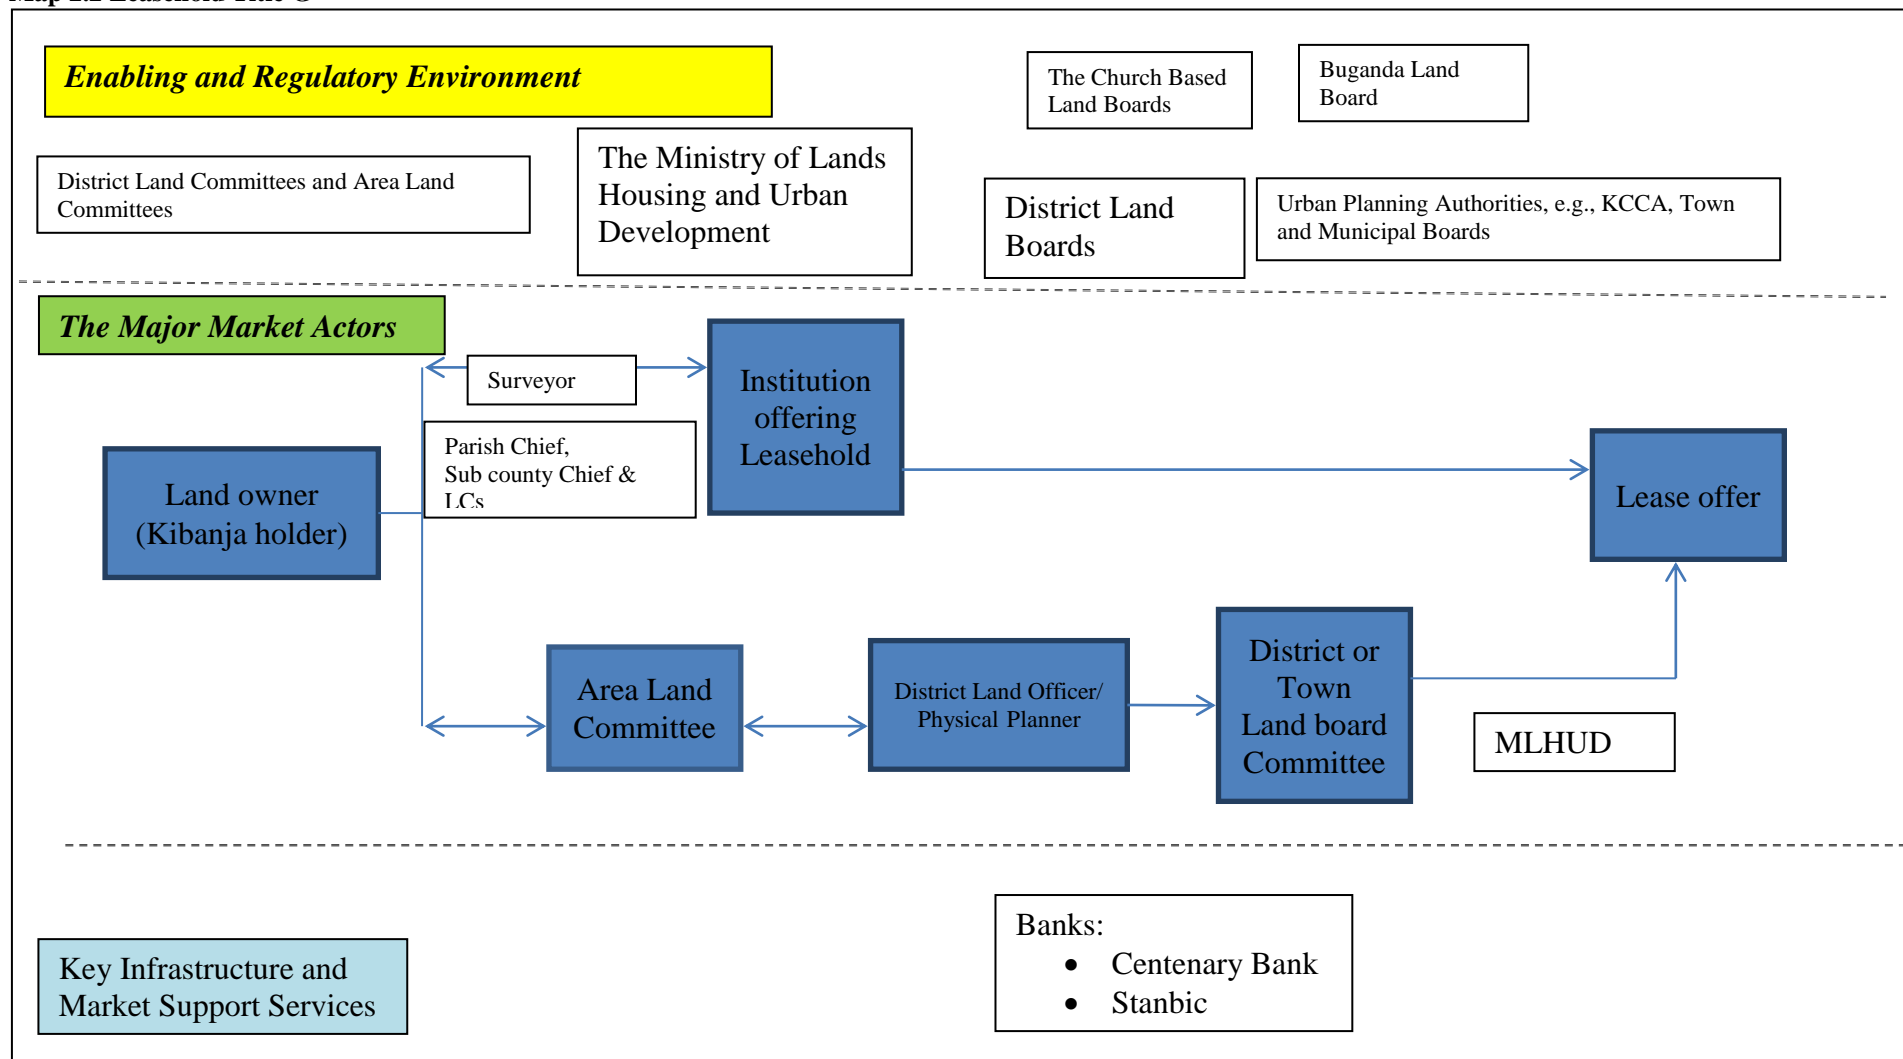 Enabling and Regulatory Environment
The Church Based
Land Boards
Buganda Land
Board
District Land Committees and Area Land
Committees
The Ministry of Lands
Housing and Urban
Development
District Land
Boards
Urban Planning Authorities, e.g., KCCA, Town
and Municipal Boards
The Major Market Actors
Surveyor
Institution
offering
Leasehold
Parish Chief,
Sub county Chief &
LCs
Land owner
(Kibanja holder)
Lease offer
Area Land
Committee
District Land Officer/
Physical Planner
District or
Town
Land board
Committee
MLHUD
Banks:
• Centenary Bank
• Stanbic
Key Infrastructure and
Market Support Services